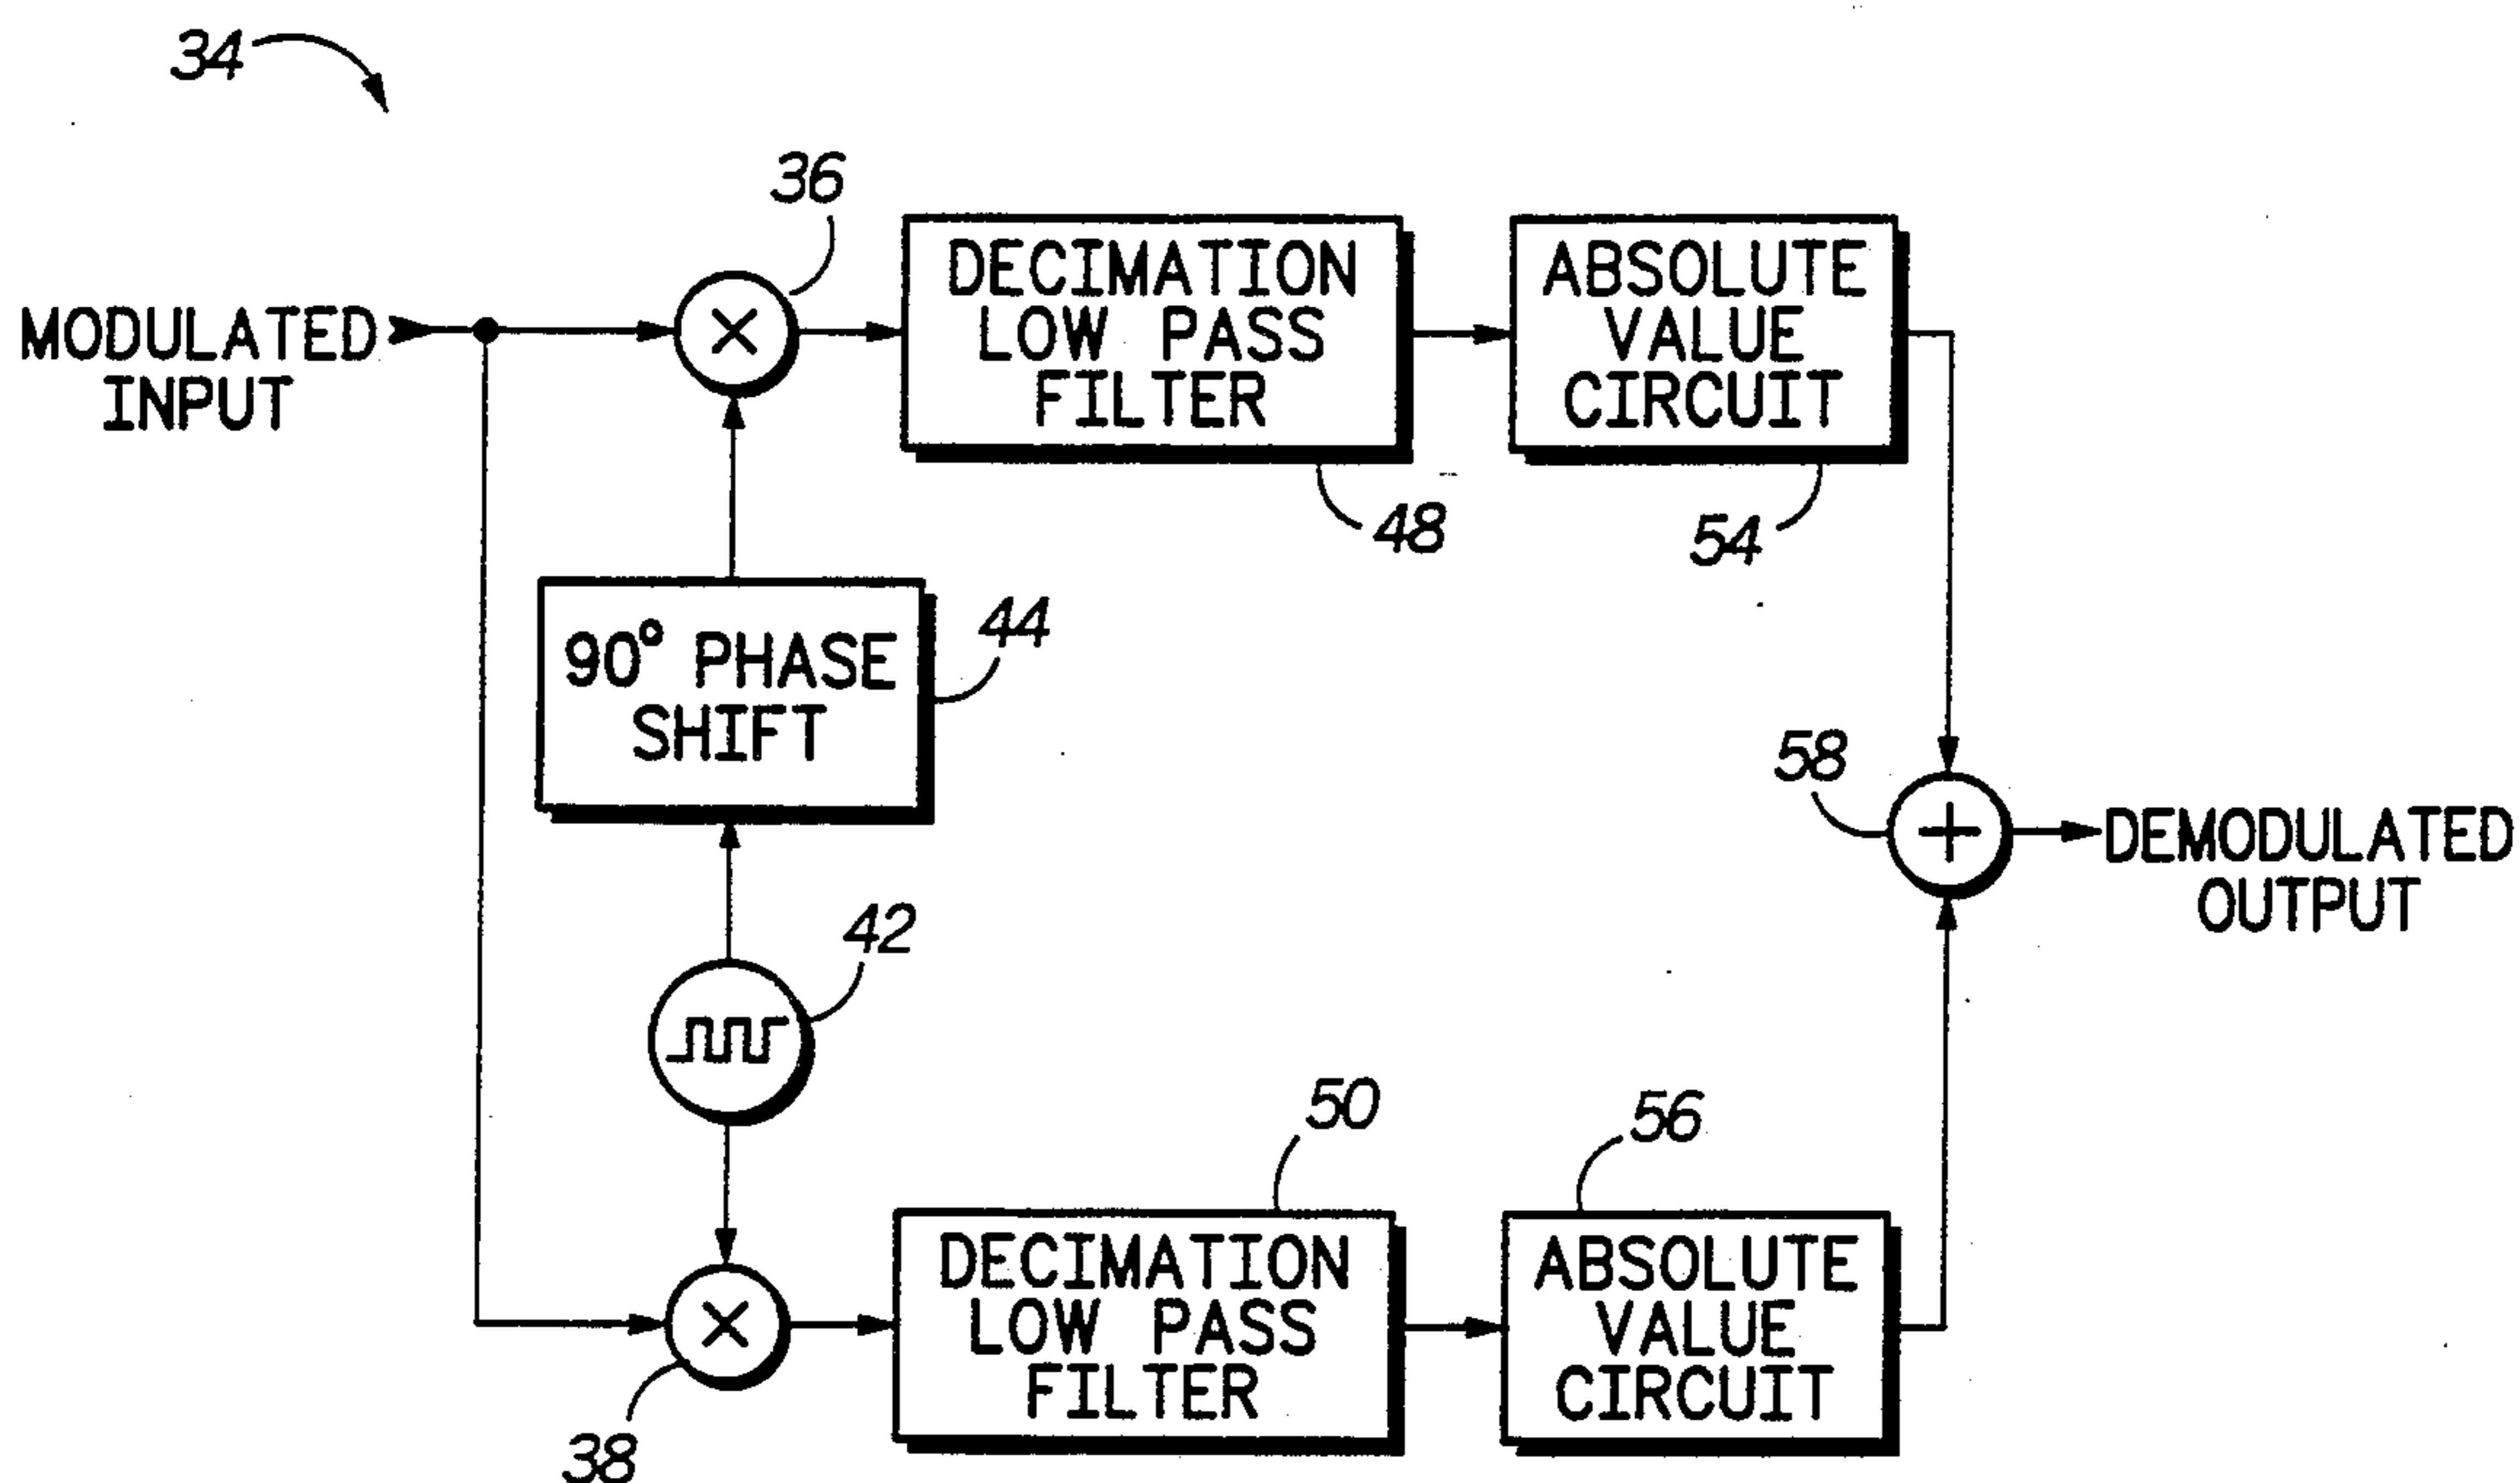 34
36
MODULATED
INPUT
DECIMATION
LOW PASS
FILTER
ABSOLUTE
VALUE
CIRCUIT
48
54
90° PHASE
SHIFT
44
58
DEMODULATED
OUTPUT
42
50
56
DECIMATION
LOW PASS
FILTER
ABSOLUTE
VALUE
CIRCUIT
38